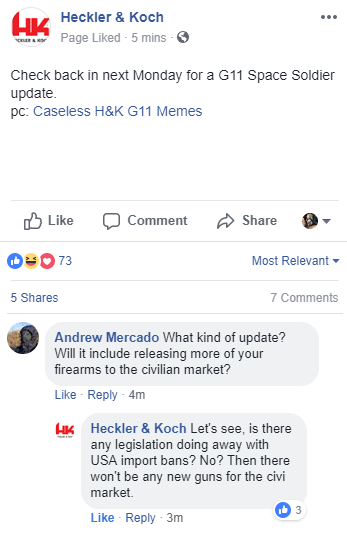 Heckler & Koch
Page Liked · 5 mins ·
Check back in next Monday for a G11 Space Soldier
update.
pc: Caseless H&K G11 Memes
Like Comment Share
73 Most Relevant
5 Shares 7 Comments
Andrew Mercado What kind of update?
Will it include releasing more of your
firearms to the civilian market?
Like · Reply · 4m
Heckler & Koch Let's see, is there
any legislation doing away with
USA import bans? No? Then there
won't be any new guns for the civi
market.
3
Like · Reply · 3m